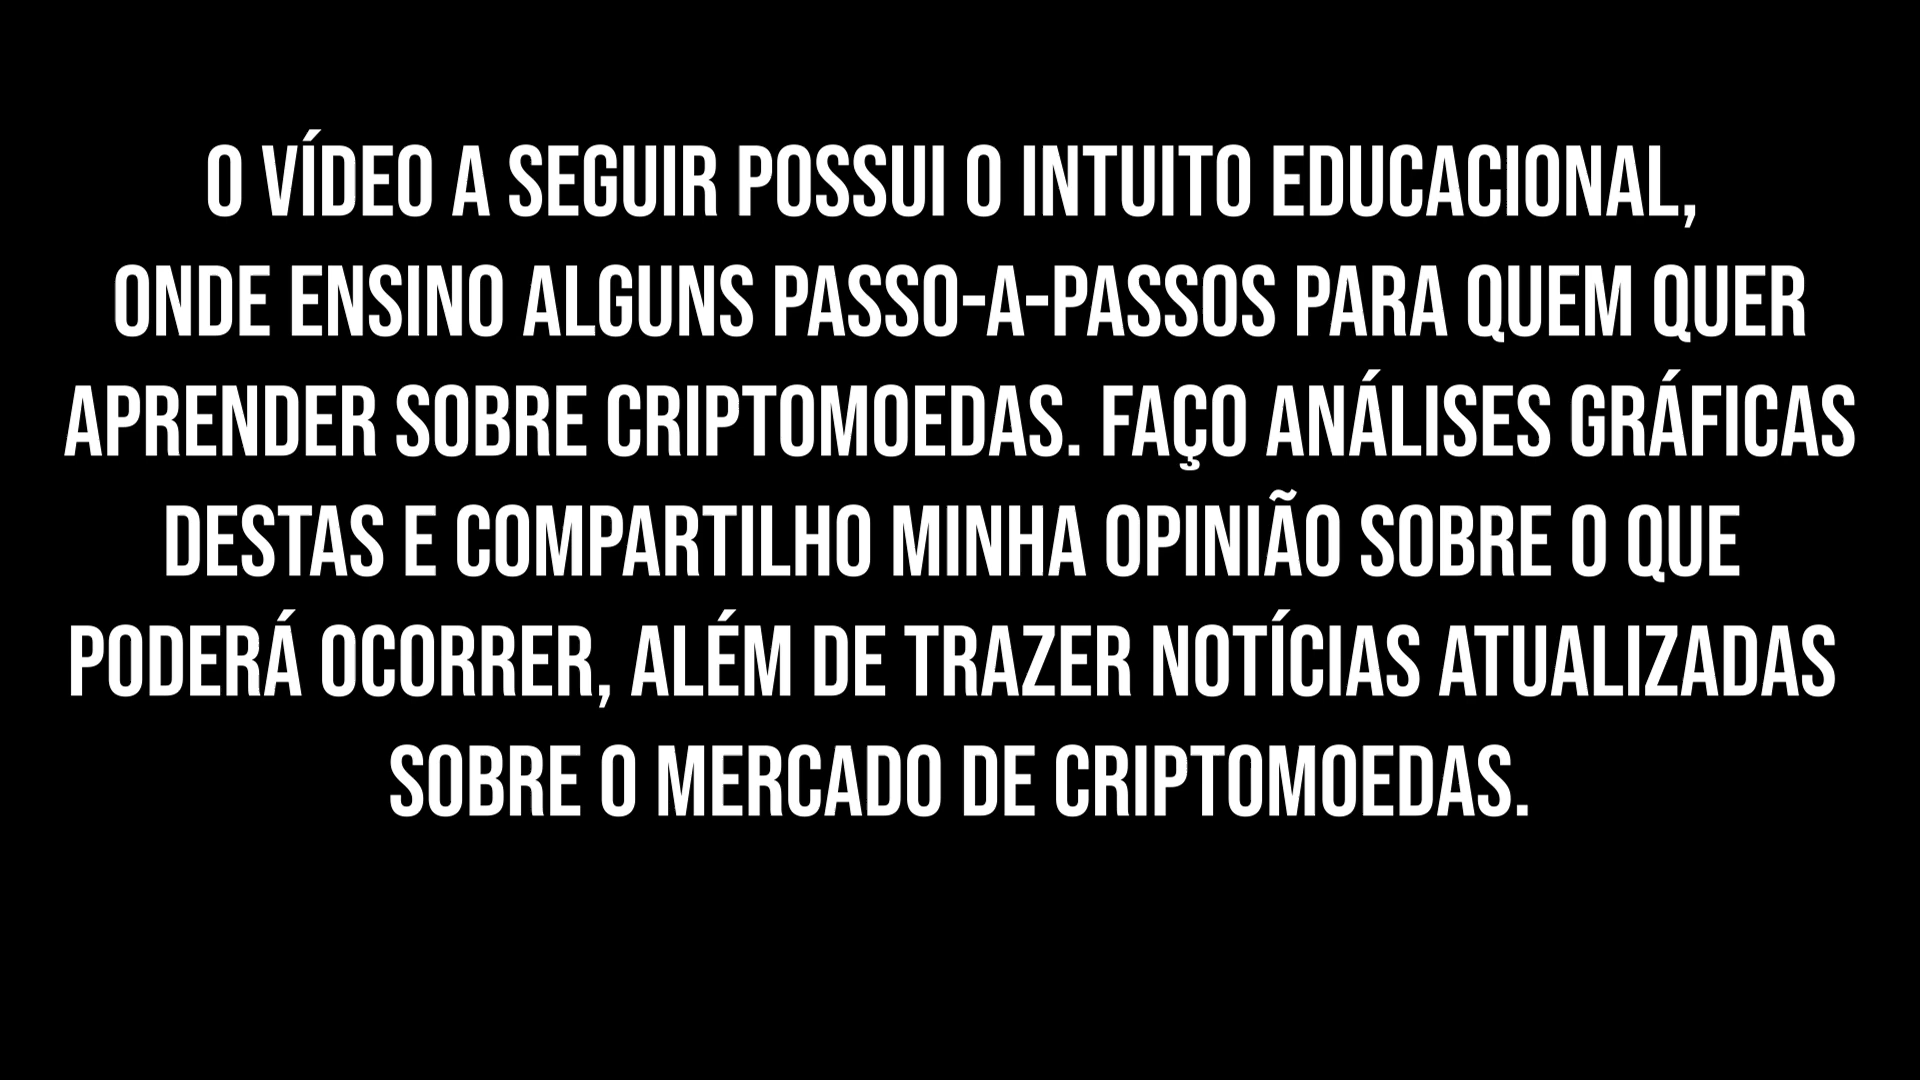 O VÍDEO A SEGUIR POSSUI O INTUITO EDUCACIONAL,
ONDE ENSINO ALGUNS PASSO-A-PASSOS PARA QUEM QUER
APRENDER SOBRE CRIPTOMOEDAS. FAÇO ANÁLISES GRÁFICAS
DESTAS E COMPARTILHO MINHA OPINIÃO SOBRE O QUE
PODERÁ OCORRER, ALÉM DE TRAZER NOTÍCIAS ATUALIZADAS
SOBRE O MERCADO DE CRIPTOMOEDAS.